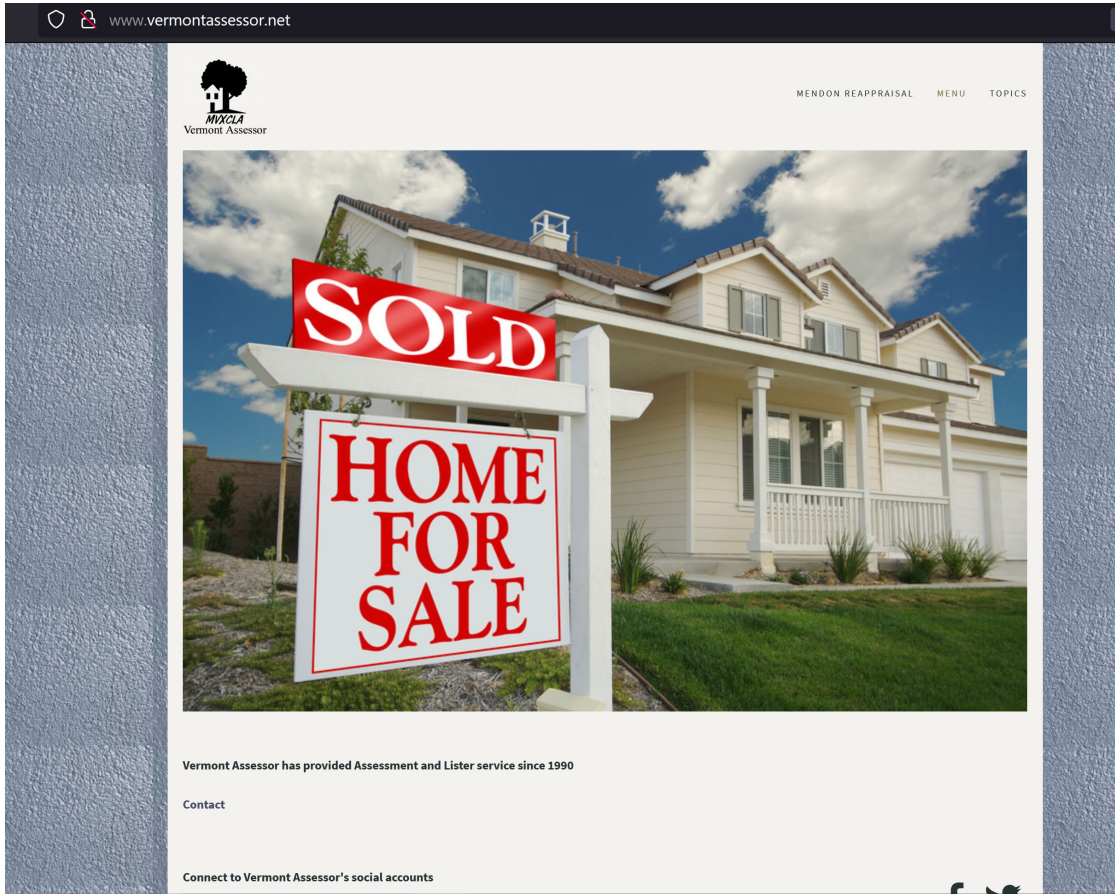 www.vermontassessor.net
MVXCLA
Vermont Assessor
MENDON REAPPRAISAL MENU TOPICS
SOLD
HOME
FOR
SALE
Vermont Assessor has provided Assessment and Lister service since 1990
Contact
Connect to Vermont Assessor's social accounts